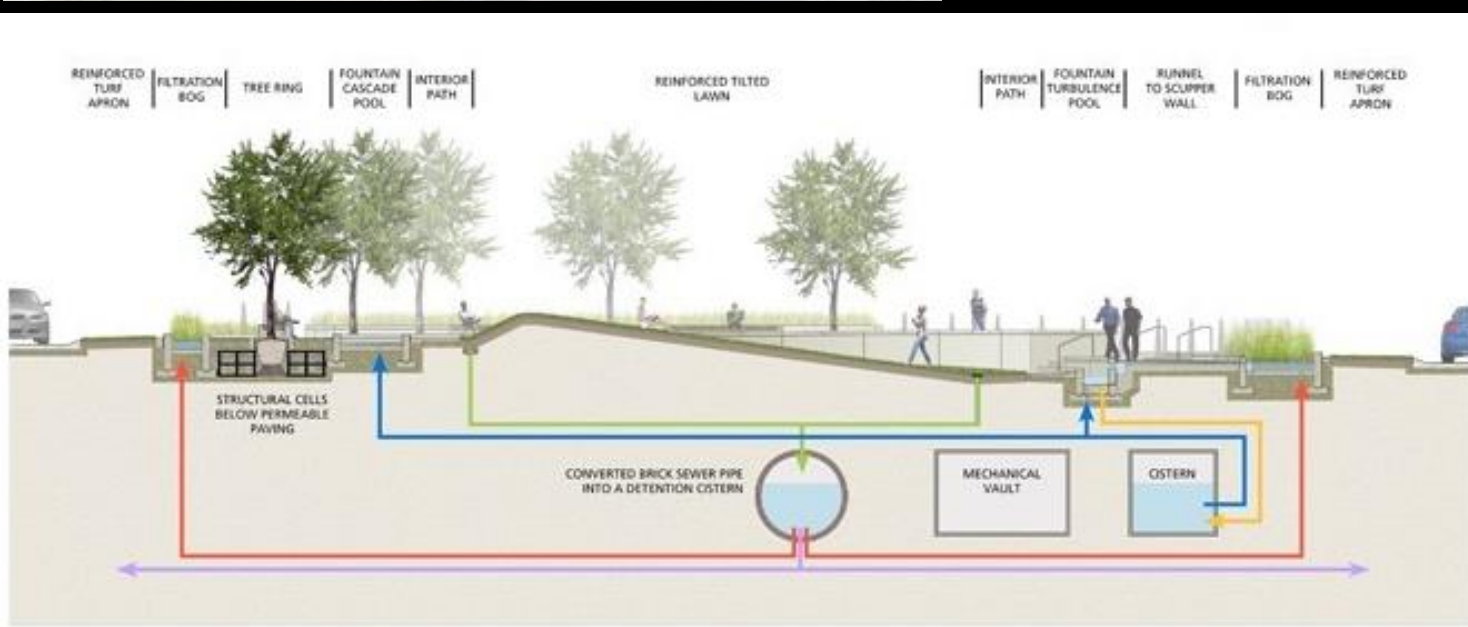 REINFORCED
TURF
APRON
FILTRATION
BOG
TREE RING
FOUNTAIN
CASCADE
POOL
INTERIOR
PATH
REINFORCED TILTED
LAWN
INTERIOR
PATH
FOUNTAIN
TURBULENCE
POOL
RUNNEL
TO SCUPPER
WALL
FILTRATION
BOG
REINFORCED
TURF
APRON
STRUCTURAL CELLS
BELOW PERMEABLE
PAVING
CONVERTED BRICK SEWER PIPE
INTO A DETENTION CISTERN
MECHANICAL
VAULT
CISTERN